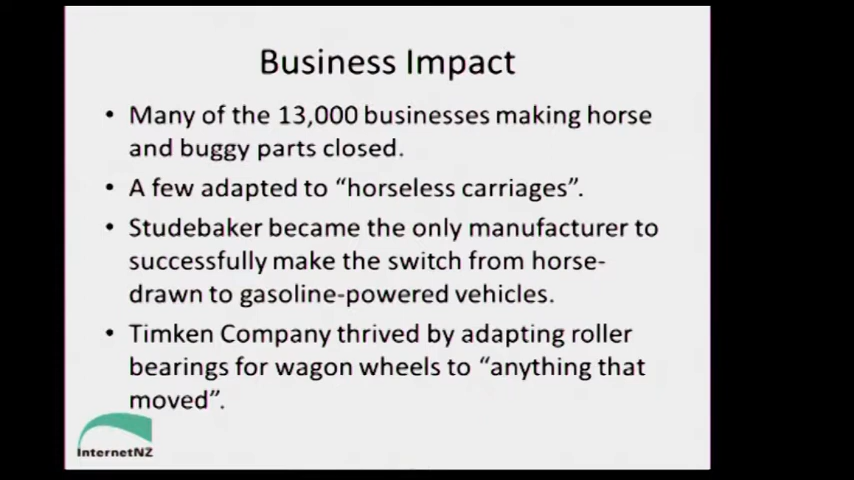 Business Impact
• Many of the 13,000 businesses making horse
and buggy parts closed.
• A few adapted to “horseless carriages”.
• Studebaker became the only manufacturer to
successfully make the switch from horse-
drawn to gasoline-powered vehicles.
• Timken Company thrived by adapting roller
bearings for wagon wheels to “anything that
moved”.
InternetNZ